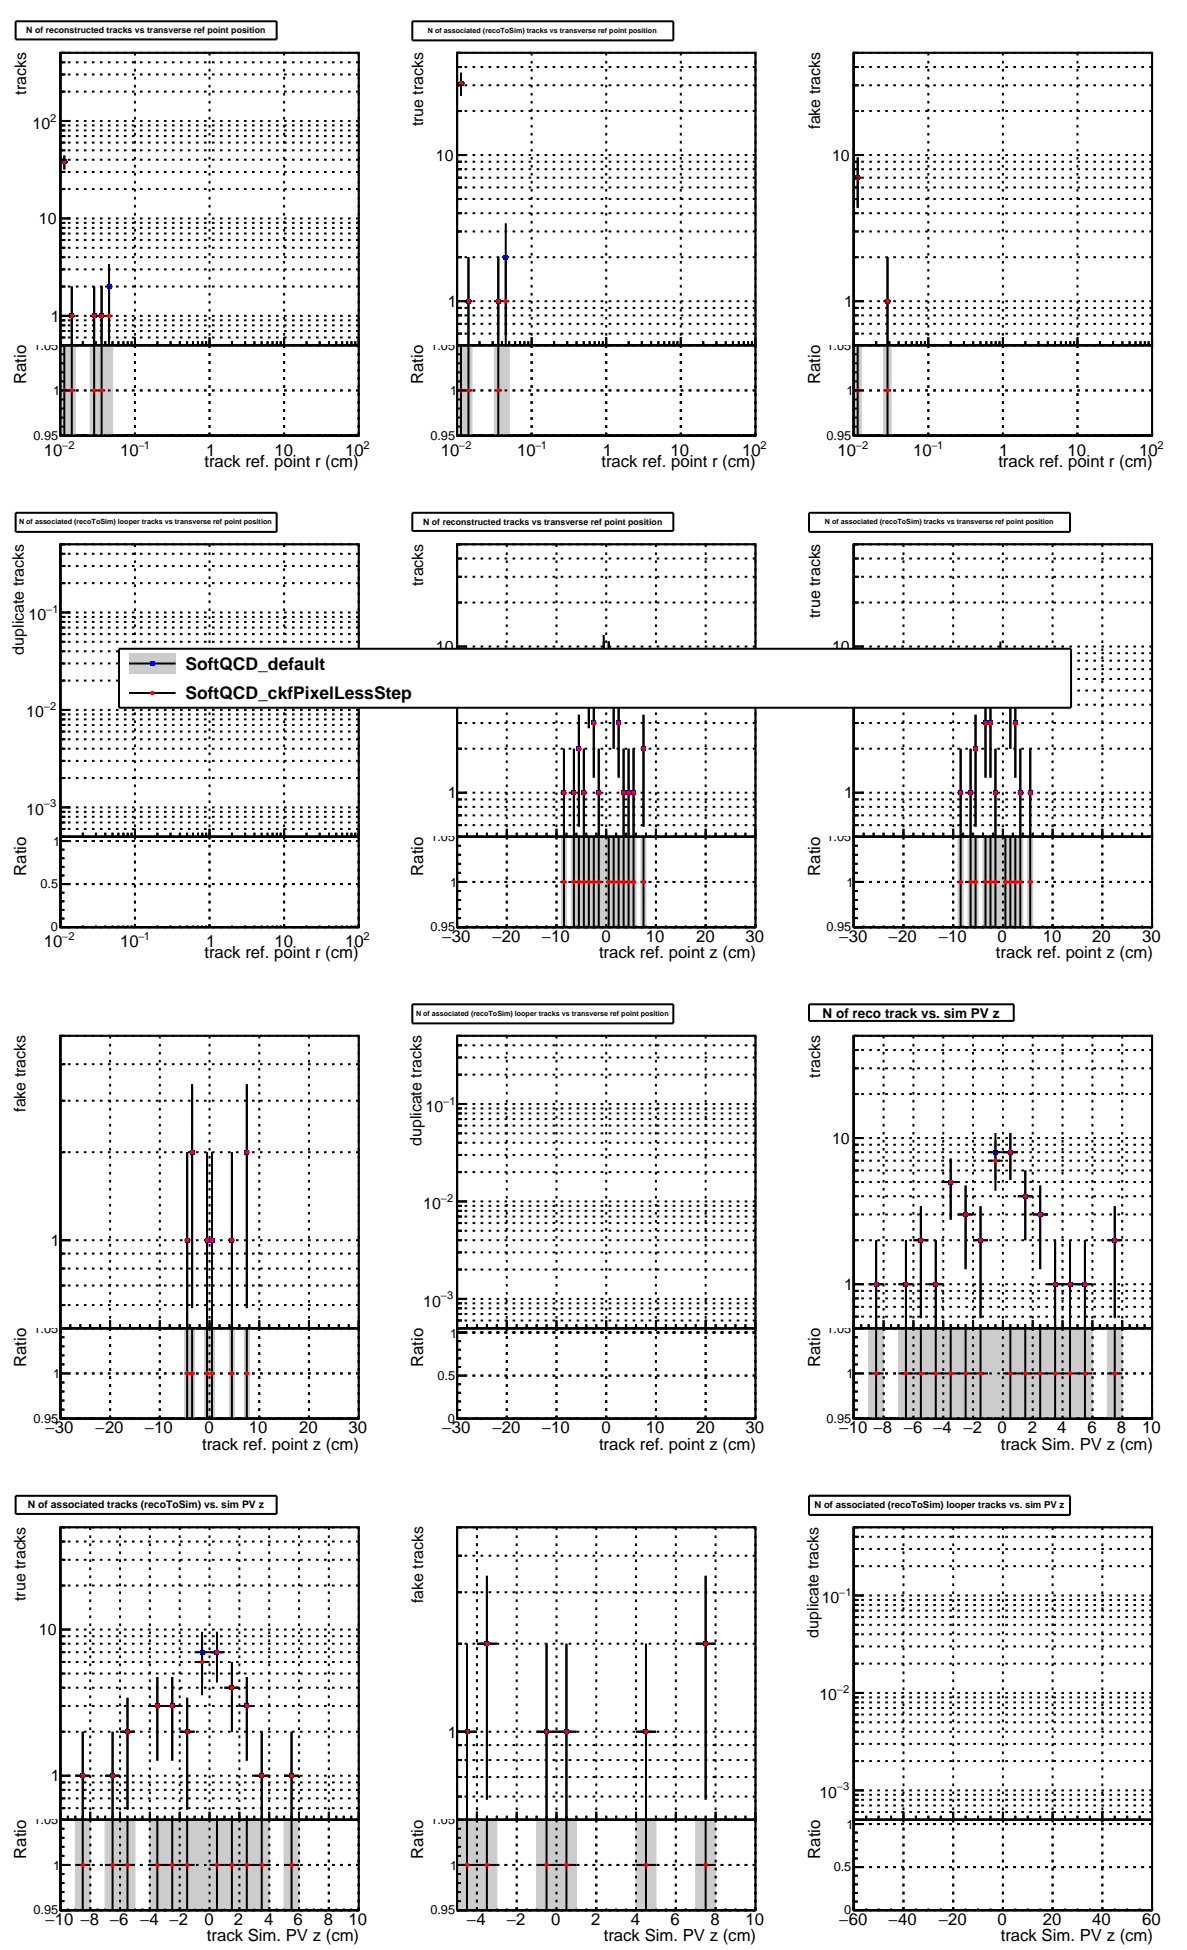 N of reconstructed tracks vs transverse ref point position
tracks
10²
10
1
Ratio
1.05
1
0.95
10⁻² 10⁻¹ 1 10 10²
track ref. point r (cm)
N of associated (recoToSim) tracks vs transverse ref point position
true tracks
10
1
Ratio
1.05
1
0.95
10⁻² 10⁻¹ 1 10 10²
track ref. point r (cm)
fake tracks
10
1
Ratio
1.05
1
0.95
10⁻² 10⁻¹ 1 10 10²
track ref. point r (cm)
N of associated (recoToSim) looper tracks vs transverse ref point position
duplicate tracks
10⁻¹
10⁻²
10⁻³
Ratio
1
0.5
0
10⁻² 10⁻¹ 1 10 10²
track ref. point r (cm)
N of reconstructed tracks vs transverse ref point position
tracks
10
1
Ratio
1.05
1
0.95
−30 −20 −10 0 10 20 30
track ref. point z (cm)
N of associated (recoToSim) tracks vs transverse ref point position
true tracks
10
1
Ratio
1.05
1
0.95
−30 −20 −10 0 10 20 30
track ref. point z (cm)
SoftQCD_default
SoftQCD_ckfPixelLessStep
fake tracks
1
Ratio
1.05
1
0.95
−30 −20 −10 0 10 20 30
track ref. point z (cm)
N of associated (recoToSim) looper tracks vs transverse ref point position
duplicate tracks
10⁻¹
10⁻²
10⁻³
Ratio
1
0.5
0
−30 −20 −10 0 10 20 30
track ref. point z (cm)
N of reco track vs. sim PV z
tracks
10
1
Ratio
1.05
1
0.95
−10 −8 −6 −4 −2 0 2 4 6 8 10
track Sim. PV z (cm)
N of associated tracks (recoToSim) vs. sim PV z
true tracks
10
1
Ratio
1.05
1
0.95
−10 −8 −6 −4 −2 0 2 4 6 8 10
track Sim. PV z (cm)
fake tracks
1
Ratio
1.05
1
0.95
−4 −2 0 2 4 6 8 10
track Sim. PV z (cm)
N of associated (recoToSim) looper tracks vs. sim PV z
duplicate tracks
10⁻¹
10⁻²
10⁻³
Ratio
1
0.5
0
−60 −40 −20 0 20 40 60
track Sim. PV z (cm)